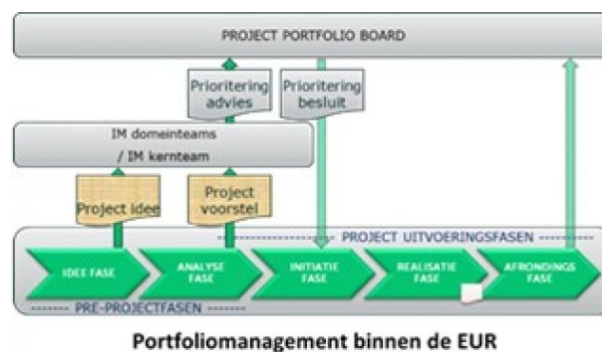 PROJECT PORTFOLIO BOARD
Prioritering
advies
Prioritering
besluit
IM domeinteams
/ IM kernteam
Project idee
Project
voorstel
PROJECT UITVOERINGSFASEN
IDEE FASE
ANALYSE
FASE
INITIATIE
FASE
REALISATIE
FASE
AFRONDINGS
FASE
PRE-PROJECTFASEN
Portfoliomanagement binnen de EUR